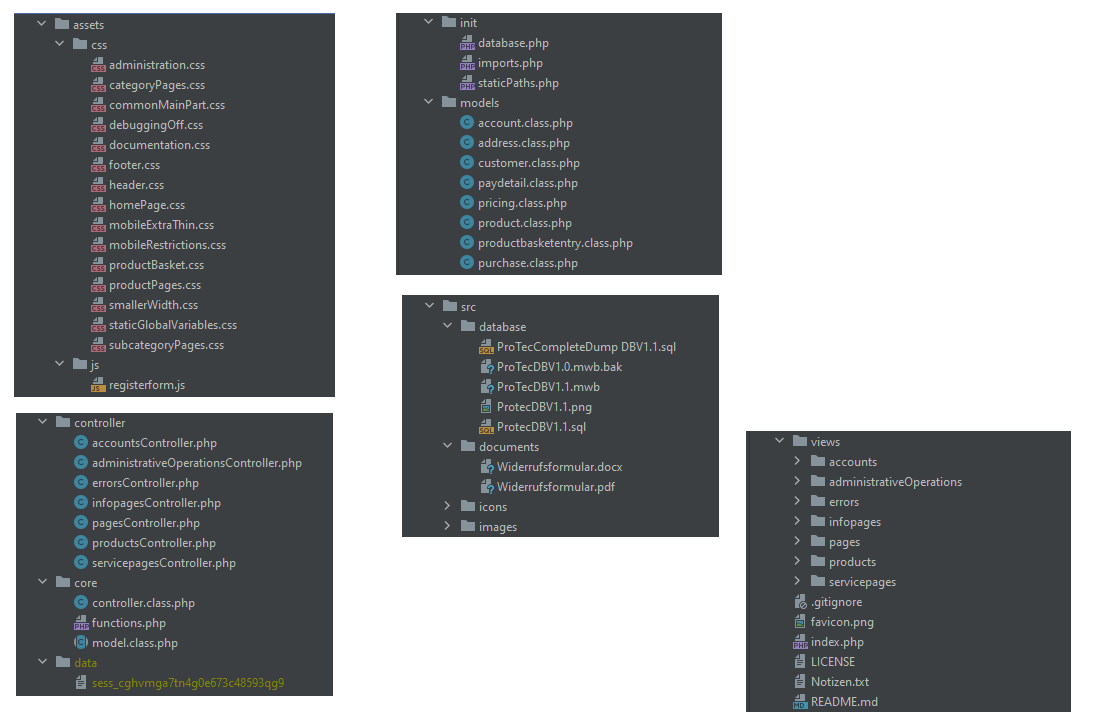 assets
css
administration.css
categoryPages.css
commonMainPart.css
debuggingOff.css
documentation.css
footer.css
header.css
homePage.css
mobileExtraThin.css
mobileRestrictions.css
productBasket.css
productPages.css
smallerWidth.css
staticGlobalVariables.css
subcategoryPages.css
js
registerform.js
controller
accountsController.php
administrativeOperationsController.php
errorsController.php
infopagesController.php
pagesController.php
productsController.php
servicepagesController.php
core
controller.class.php
functions.php
model.class.php
data
sess_cghvmga7tn4g0e673c48593qg9
init
database.php
imports.php
staticPaths.php
models
account.class.php
address.class.php
customer.class.php
paydetail.class.php
pricing.class.php
product.class.php
productbasketentry.class.php
purchase.class.php
src
database
ProTecCompleteDump DBV1.1.sql
ProTecDBV1.0.mwb.bak
ProTecDBV1.1.mwb
ProtecDBV1.1.png
ProtecDBV1.1.sql
documents
Widerrufsformular.docx
Widerrufsformular.pdf
icons
images
views
accounts
administrativeOperations
errors
infopages
pages
products
servicepages
.gitignore
favicon.png
index.php
LICENSE
Notizen.txt
README.md